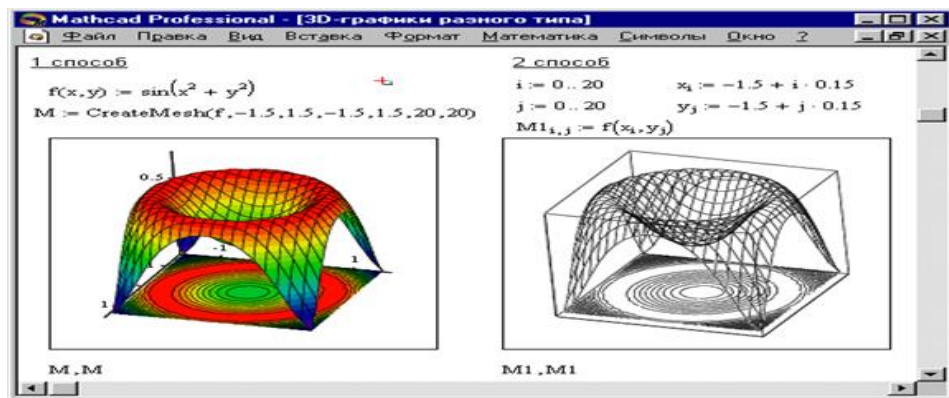 Mathcad Professional - [3D-графики разного типа]
Файл Правка Вид Вставка Формат Математика Символы Окно ?
1 способ
f(x,y) := sin(x² + y²)
M := CreateMesh(f,-1.5,1.5,-1.5,1.5,20,20)
0.5
-1
1
1
1
M,M
2 способ
i := 0.. 20 xᵢ := -1.5 + i · 0.15
j := 0.. 20 yⱼ := -1.5 + j · 0.15
M1ᵢ,ⱼ := f(xᵢ,yⱼ)
M1,M1